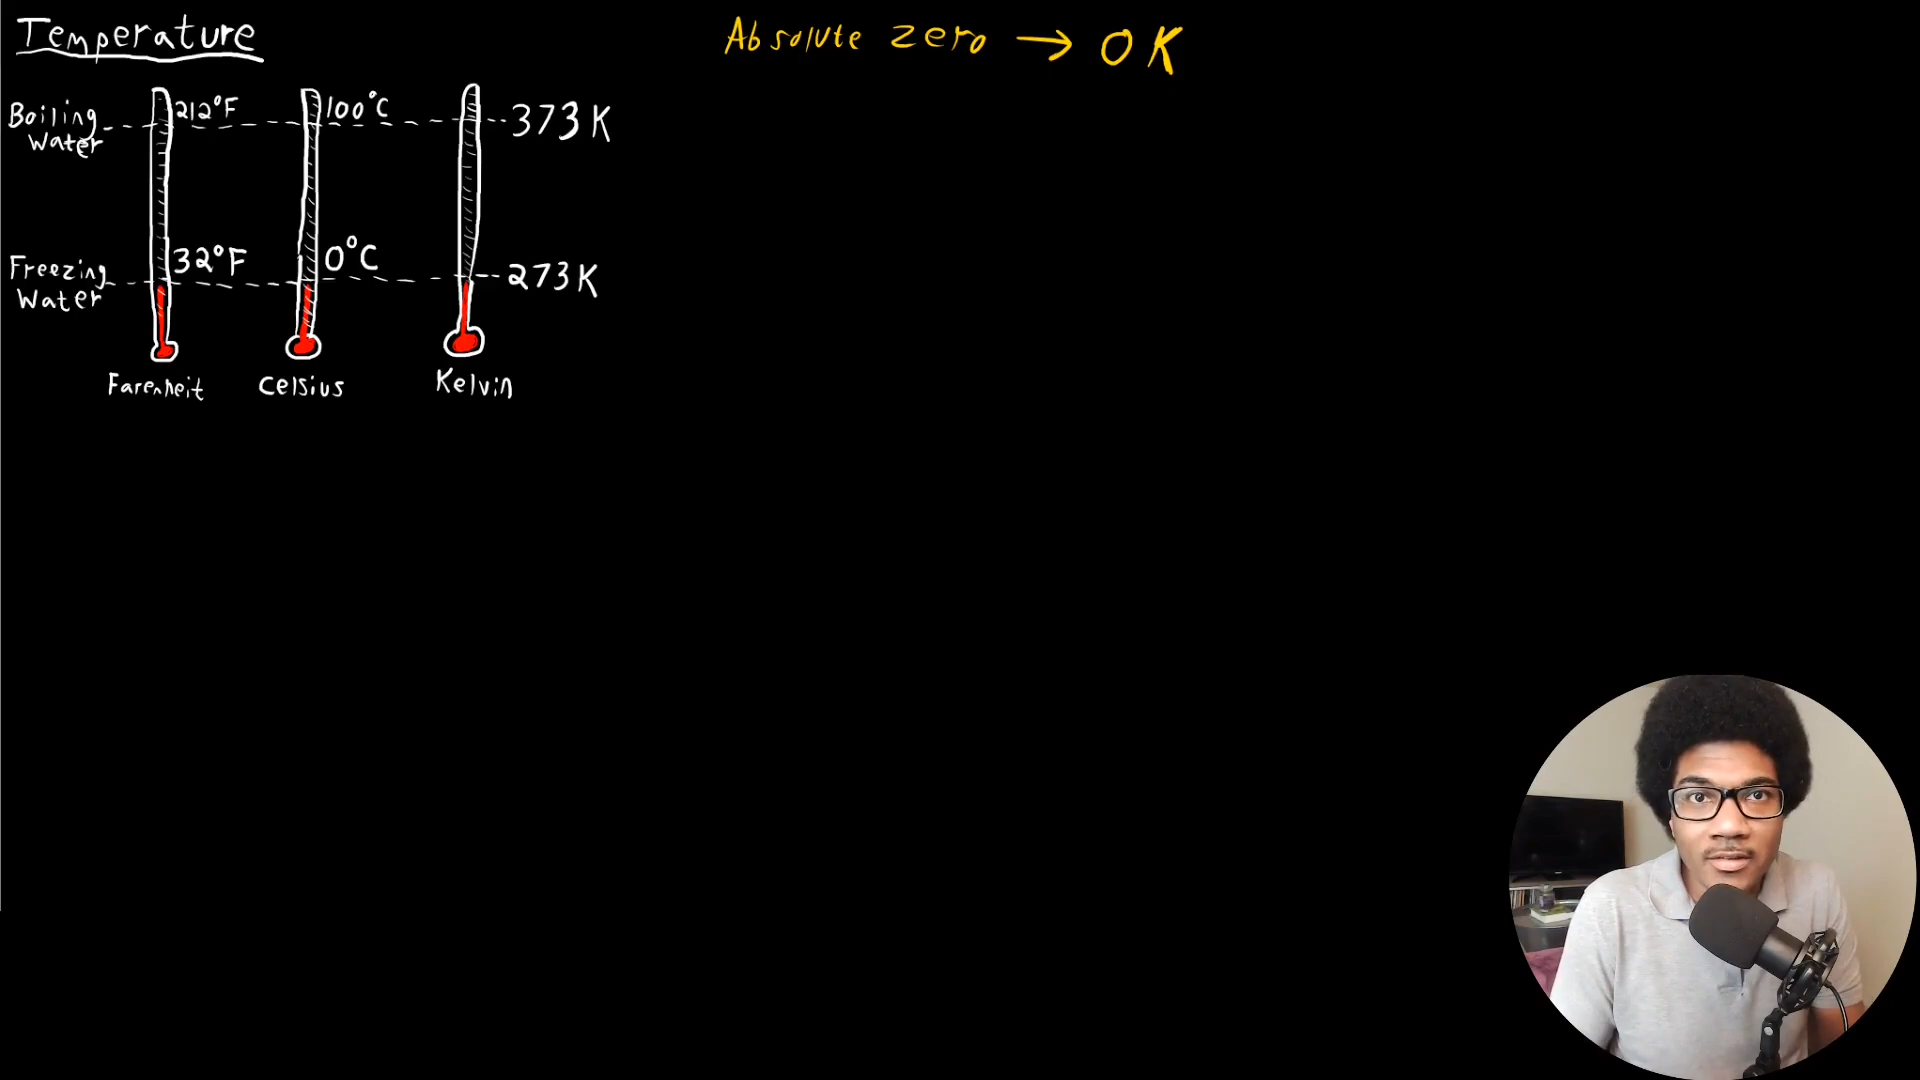 Temperature
Absolute zero → 0 K
Boiling
Water
212°F
100°C
373 K
Freezing
Water
32°F
0°C
273 K
Farenheit
Celsius
Kelvin